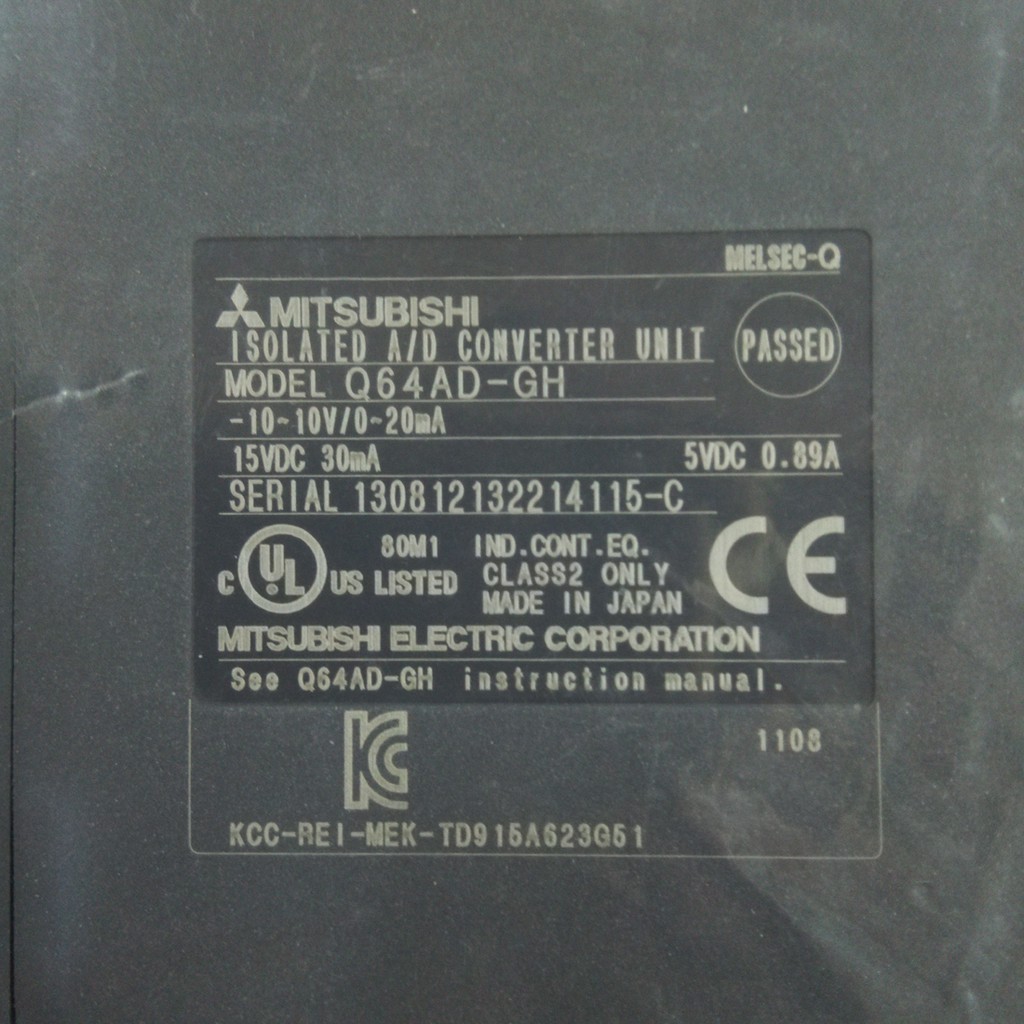 MELSEC-Q
MITSUBISHI
ISOLATED A/D CONVERTER UNIT
PASSED
MODEL Q64AD-GH
-10~10V/0~20mA
15VDC 30mA 5VDC 0.89A
SERIAL 130812132214115-C
C UL US LISTED 80M1 IND.CONT.EQ.
CLASS2 ONLY
MADE IN JAPAN
CE
MITSUBISHI ELECTRIC CORPORATION
See Q64AD-GH instruction manual.
KC
1108
KCC-REI-MEK-TD915A623G51